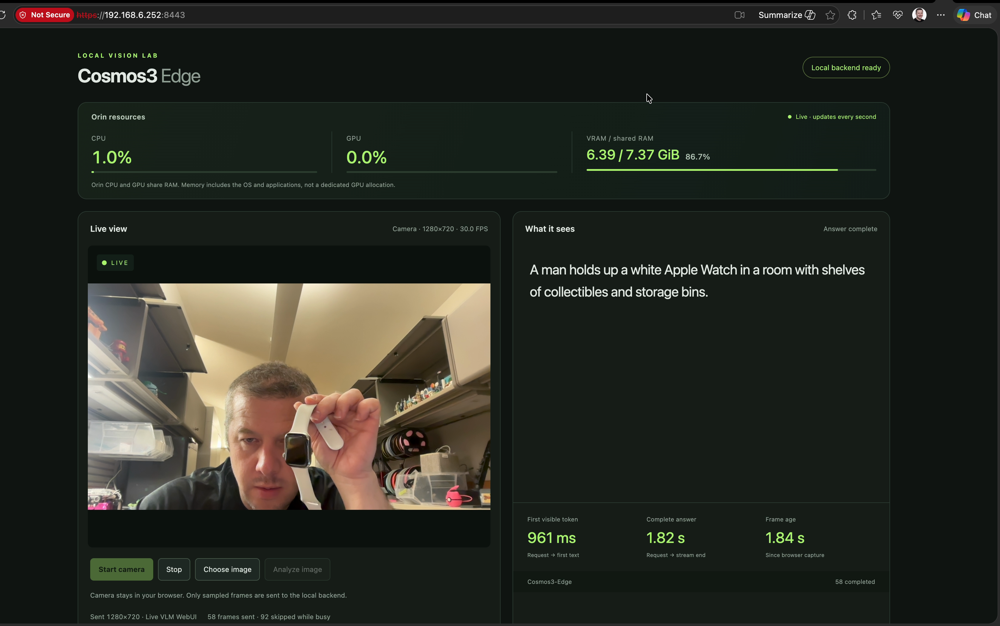 Not Secure https://192.168.6.252:8443 Summarize Chat
LOCAL VISION LAB
Cosmos3 Edge
Local backend ready
Orin resources
Live · updates every second
CPU
1.0%
GPU
0.0%
VRAM / shared RAM
6.39 / 7.37 GiB 86.7%
Orin CPU and GPU share RAM. Memory includes the OS and applications, not a dedicated GPU allocation.
Live view
Camera · 1280×720 · 30.0 FPS
LIVE
Start camera
Stop
Choose image
Analyze image
Camera stays in your browser. Only sampled frames are sent to the local backend.
Sent 1280×720 · Live VLM WebUI 58 frames sent · 92 skipped while busy
What it sees
Answer complete
A man holds up a white Apple Watch in a room with shelves
of collectibles and storage bins.
First visible token
961 ms
Request → first text
Complete answer
1.82 s
Request → stream end
Frame age
1.84 s
Since browser capture
Cosmos3-Edge
58 completed